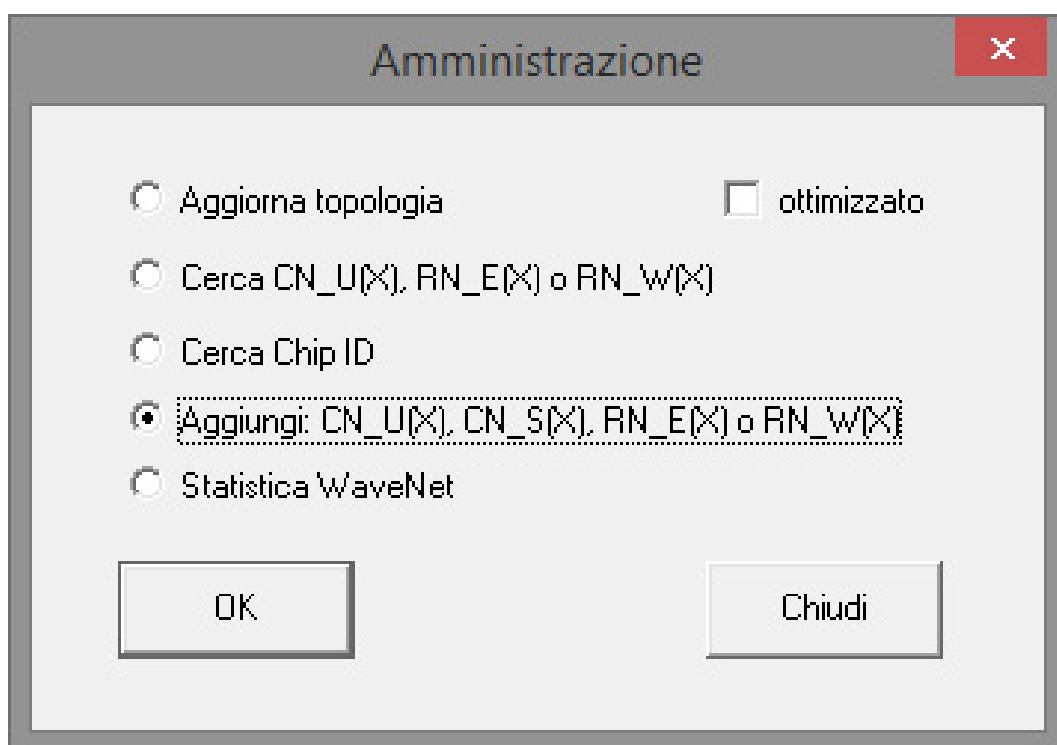 Amministrazione
Aggiorna topologia
ottimizzato
Cerca CN_U(X), RN_E(X) o RN_W(X)
Cerca Chip ID
Aggiungi: CN_U(X), CN_S(X), RN_E(X) o RN_W(X)
Statistica WaveNet
OK
Chiudi